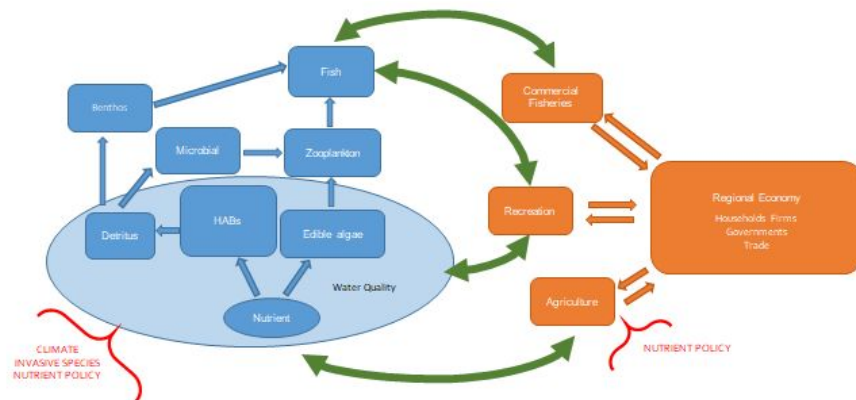 Fish
Commercial
Fisheries
Benthos
Microbial
Zooplankton
Regional Economy
Households Firms
Governments
Trade
HABs
Recreation
Detritus
Edible algae
Water Quality
Agriculture
Nutrient
CLIMATE
INVASIVE SPECIES
NUTRIENT POLICY
NUTRIENT POLICY